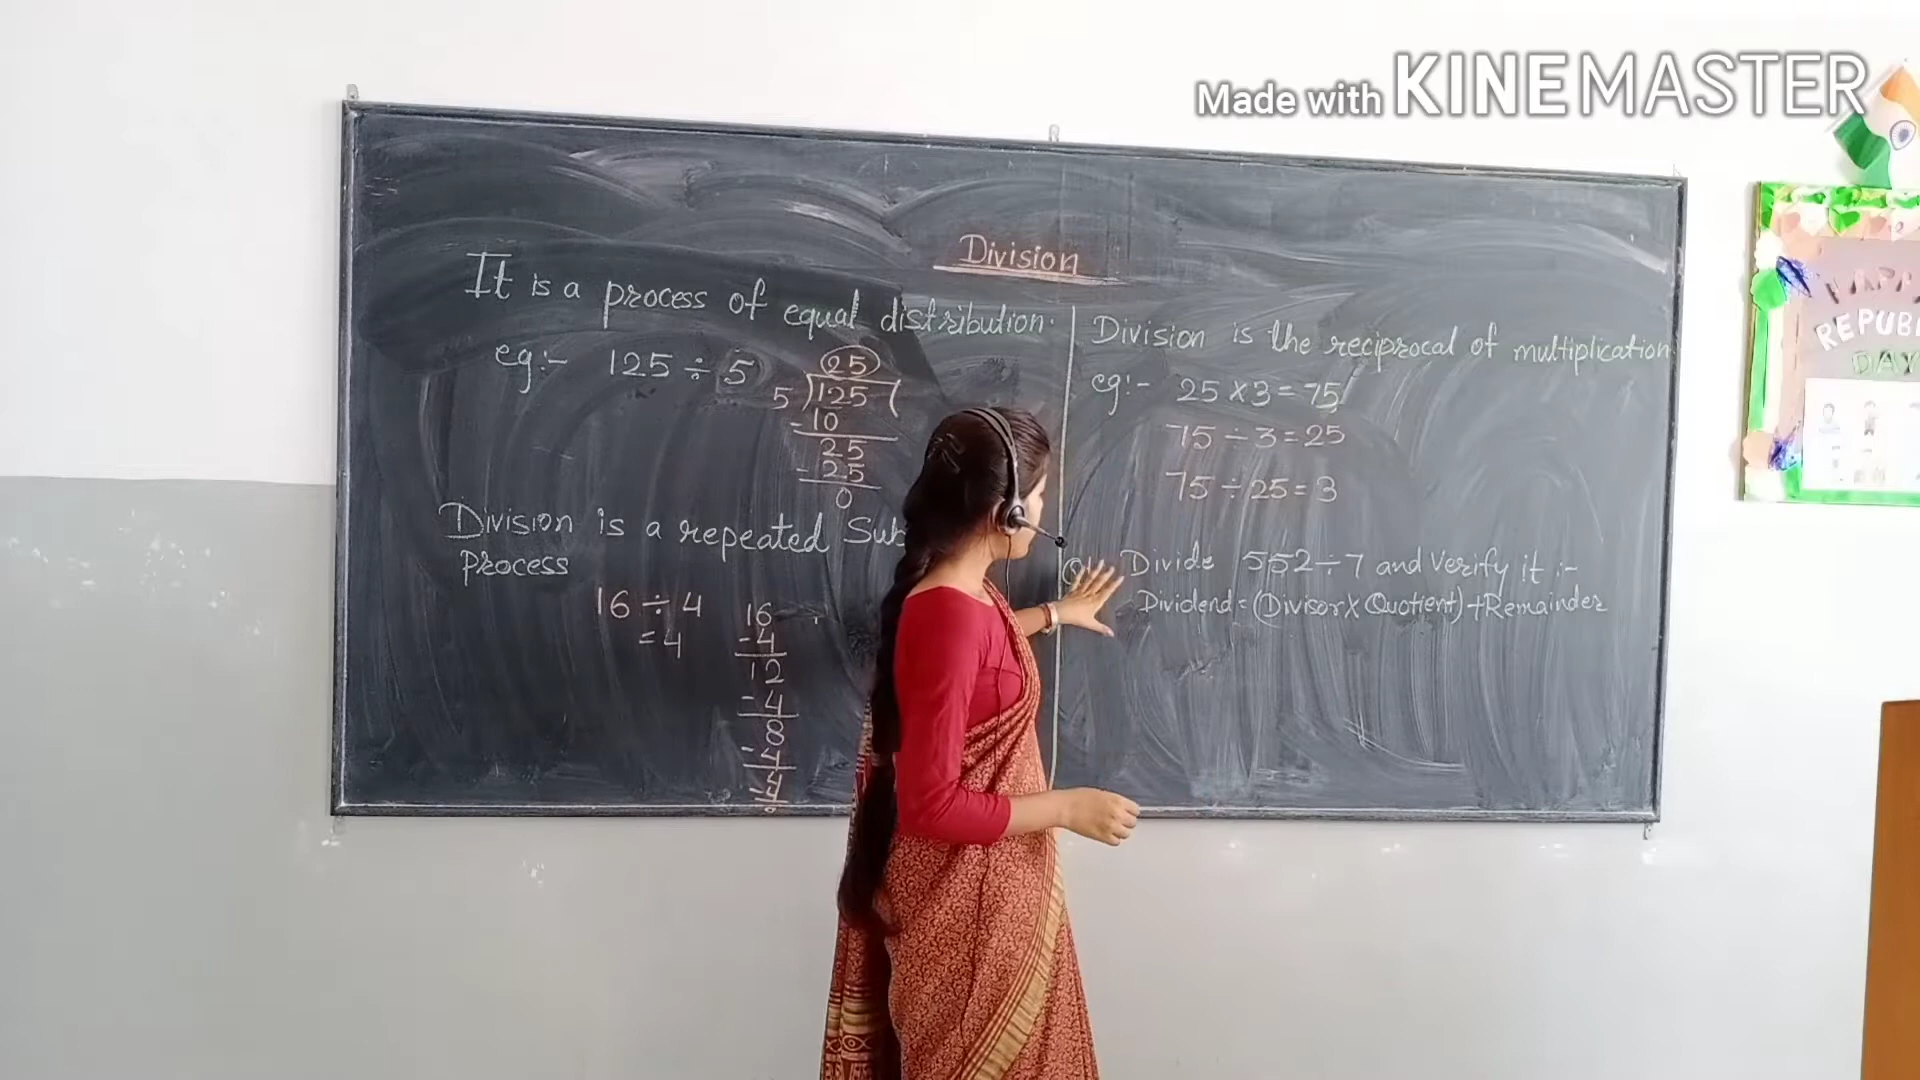 Made with KINEMASTER
Division
It is a process of equal distribution.
eg:- 125 ÷ 5
25
5 ) 125 (
-10
25
-25
0
Division is a repeated Sub
Process
16 ÷ 4
= 4
16
-4
12
-4
8
-4
4
Division is the reciprocal of multiplication
eg:- 25 × 3 = 75
75 ÷ 3 = 25
75 ÷ 25 = 3
Divide 552 ÷ 7 and Verify it :-
Dividend = (Divisor X Quotient) + Remainder
HAPPY
REPUB
DAY